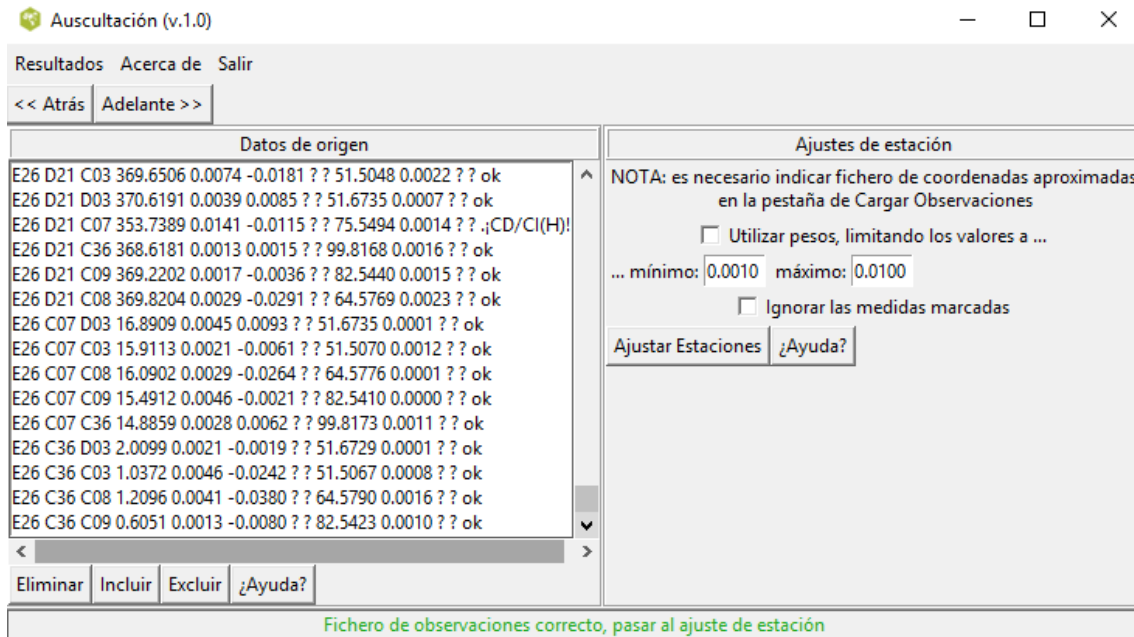 Auscultación (v.1.0)
Resultados Acerca de Salir
<< Atrás Adelante >>
Datos de origen
E26 D21 C03 369.6506 0.0074 -0.0181 ? ? 51.5048 0.0022 ? ? ok
E26 D21 D03 370.6191 0.0039 0.0085 ? ? 51.6735 0.0007 ? ? ok
E26 D21 C07 353.7389 0.0141 -0.0115 ? ? 75.5494 0.0014 ? ? .¡CD/CI(H)!
E26 D21 C36 368.6181 0.0013 0.0015 ? ? 99.8168 0.0016 ? ? ok
E26 D21 C09 369.2202 0.0017 -0.0036 ? ? 82.5440 0.0015 ? ? ok
E26 D21 C08 369.8204 0.0029 -0.0291 ? ? 64.5769 0.0023 ? ? ok
E26 C07 D03 16.8909 0.0045 0.0093 ? ? 51.6735 0.0001 ? ? ok
E26 C07 C03 15.9113 0.0021 -0.0061 ? ? 51.5070 0.0012 ? ? ok
E26 C07 C08 16.0902 0.0029 -0.0264 ? ? 64.5776 0.0001 ? ? ok
E26 C07 C09 15.4912 0.0046 -0.0021 ? ? 82.5410 0.0000 ? ? ok
E26 C07 C36 14.8859 0.0028 0.0062 ? ? 99.8173 0.0011 ? ? ok
E26 C36 D03 2.0099 0.0021 -0.0019 ? ? 51.6729 0.0001 ? ? ok
E26 C36 C03 1.0372 0.0046 -0.0242 ? ? 51.5067 0.0008 ? ? ok
E26 C36 C08 1.2096 0.0041 -0.0380 ? ? 64.5790 0.0016 ? ? ok
E26 C36 C09 0.6051 0.0013 -0.0080 ? ? 82.5423 0.0010 ? ? ok
Eliminar Incluir Excluir ¿Ayuda?
Ajustes de estación
NOTA: es necesario indicar fichero de coordenadas aproximadas
en la pestaña de Cargar Observaciones
Utilizar pesos, limitando los valores a ...
... mínimo: 0.0010 máximo: 0.0100
Ignorar las medidas marcadas
Ajustar Estaciones ¿Ayuda?
Fichero de observaciones correcto, pasar al ajuste de estación